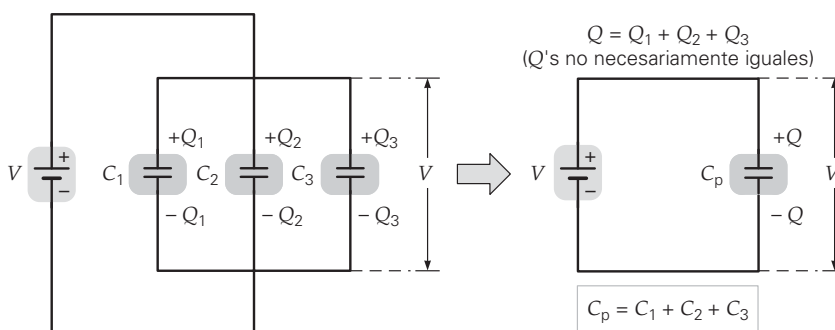 Q = Q₁ + Q₂ + Q₃
(Q's no necesariamente iguales)
+Q₁ +Q₂ +Q₃ +Q
V + − C₁ C₂ C₃ V V + − Cₚ V
− Q₁ − Q₂ − Q₃ − Q
Cₚ = C₁ + C₂ + C₃